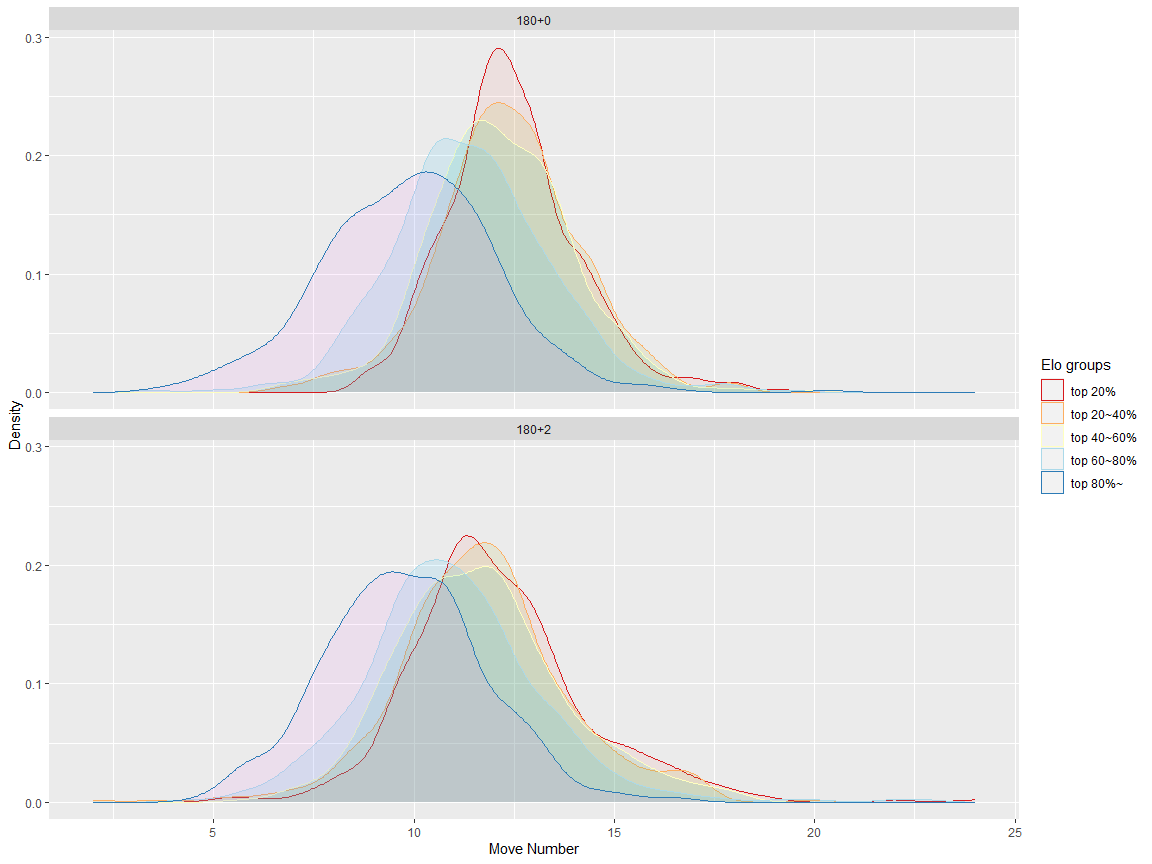 180+0
0.3
0.2
0.1
0.0
180+2
0.3
0.2
0.1
0.0
Density
5
10
15
20
25
Move Number
Elo groups
top 20%
top 20~40%
top 40~60%
top 60~80%
top 80%~